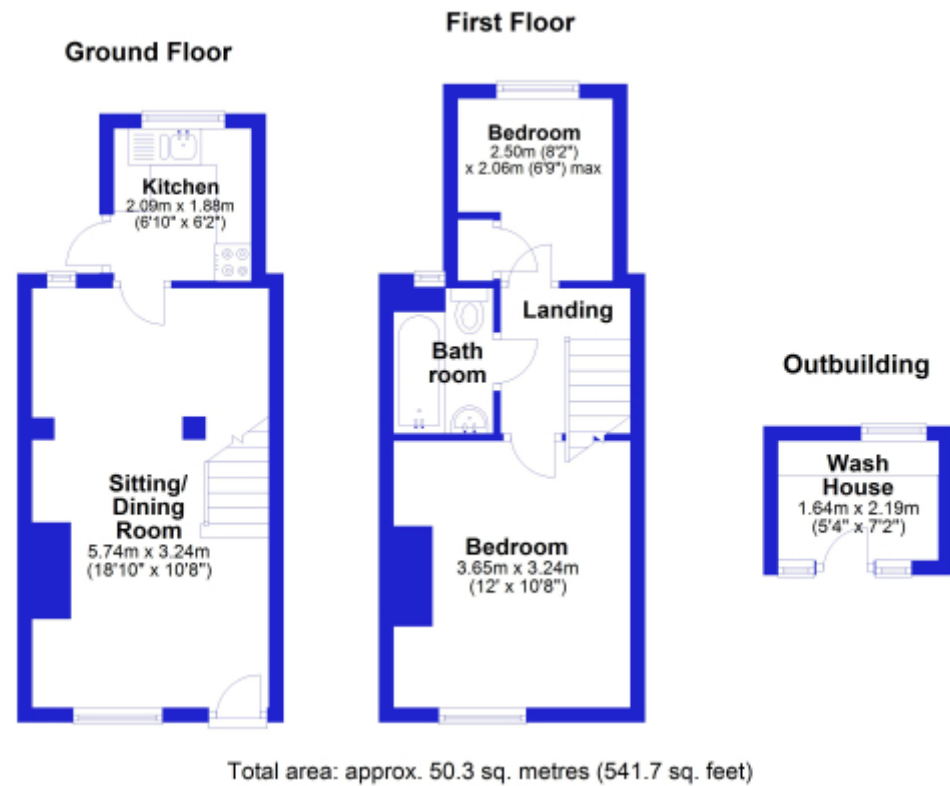 Ground Floor
Kitchen
2.09m x 1.88m
(6'10" x 6'2")
Sitting/
Dining
Room
5.74m x 3.24m
(18'10" x 10'8")
First Floor
Bedroom
2.50m (8'2")
x 2.06m (6'9") max
Landing
Bath
room
Bedroom
3.65m x 3.24m
(12' x 10'8")
Outbuilding
Wash
House
1.64m x 2.19m
(5'4" x 7'2")
Total area: approx. 50.3 sq. metres (541.7 sq. feet)